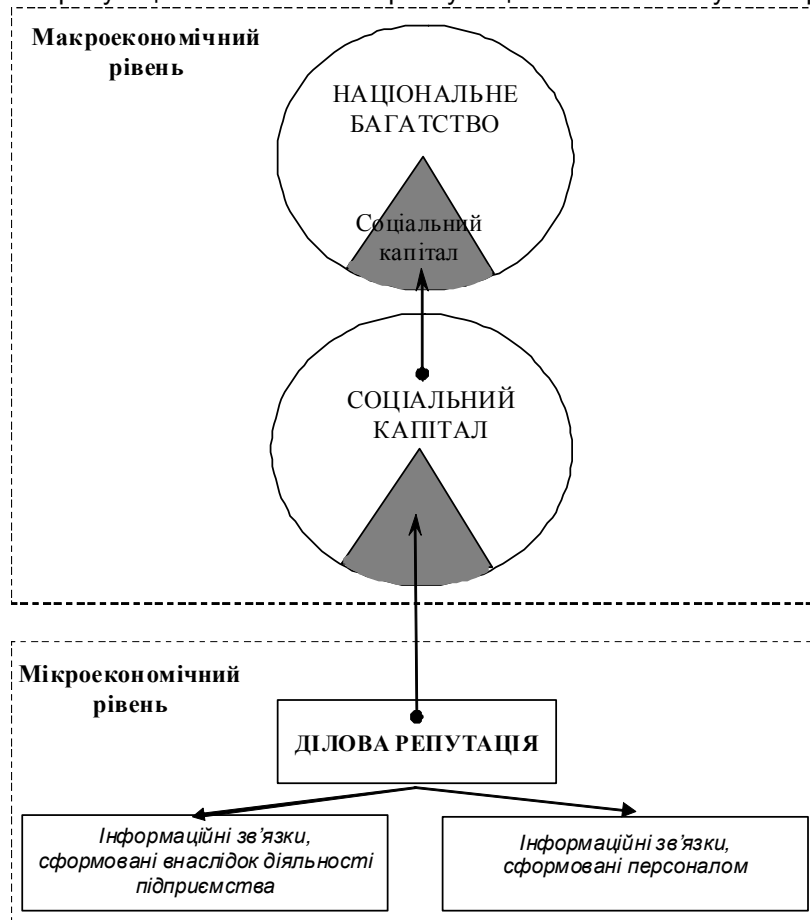 Макроекономічний
рівень
НАЦІОНАЛЬНЕ
БАГАТСТВО
Соціальний
капітал
СОЦІАЛЬНИЙ
КАПІТАЛ
Мікроекономічний
рівень
ДІЛОВА РЕПУТАЦІЯ
Інформаційні зв’язки,
сформовані внаслідок діяльності
підприємства
Інформаційні зв’язки,
сформовані персоналом